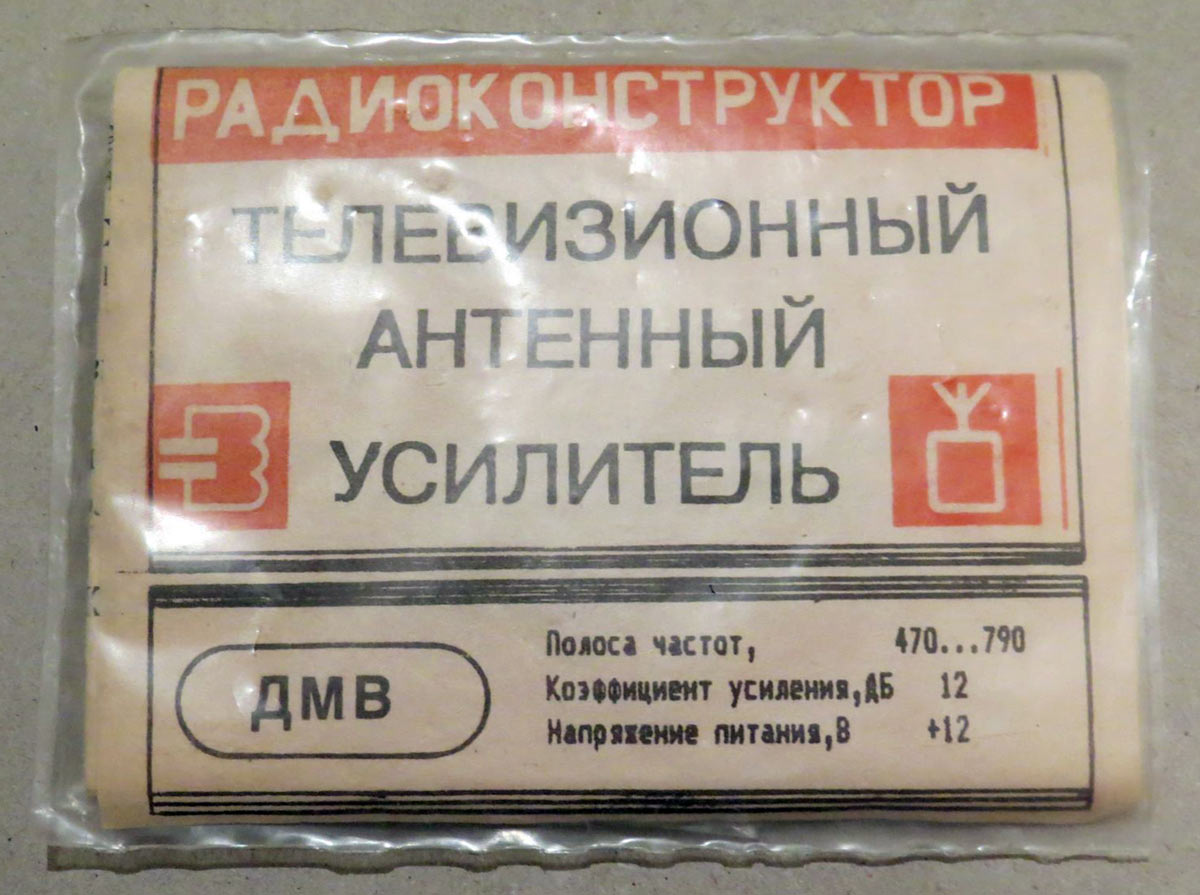 РАДИОКОНСТРУКТОР
ТЕЛЕВИЗИОННЫЙ
АНТЕННЫЙ
УСИЛИТЕЛЬ
ДМВ
Полоса частот, 470...790
Коэффициент усиления,дБ 12
Напряжение питания,В +12